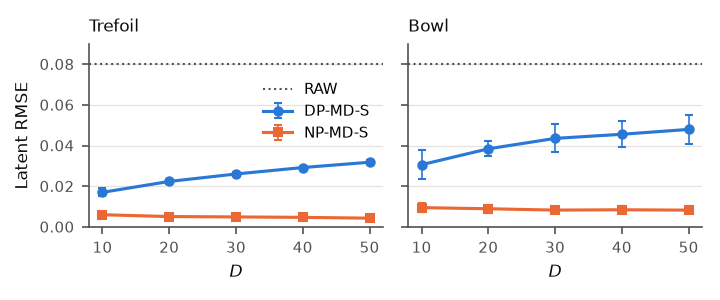 Trefoil
Bowl
Latent RMSE
0.08
0.06
0.04
0.02
0.00
RAW
DP-MD-S
NP-MD-S
10 20 30 40 50
10 20 30 40 50
D
D